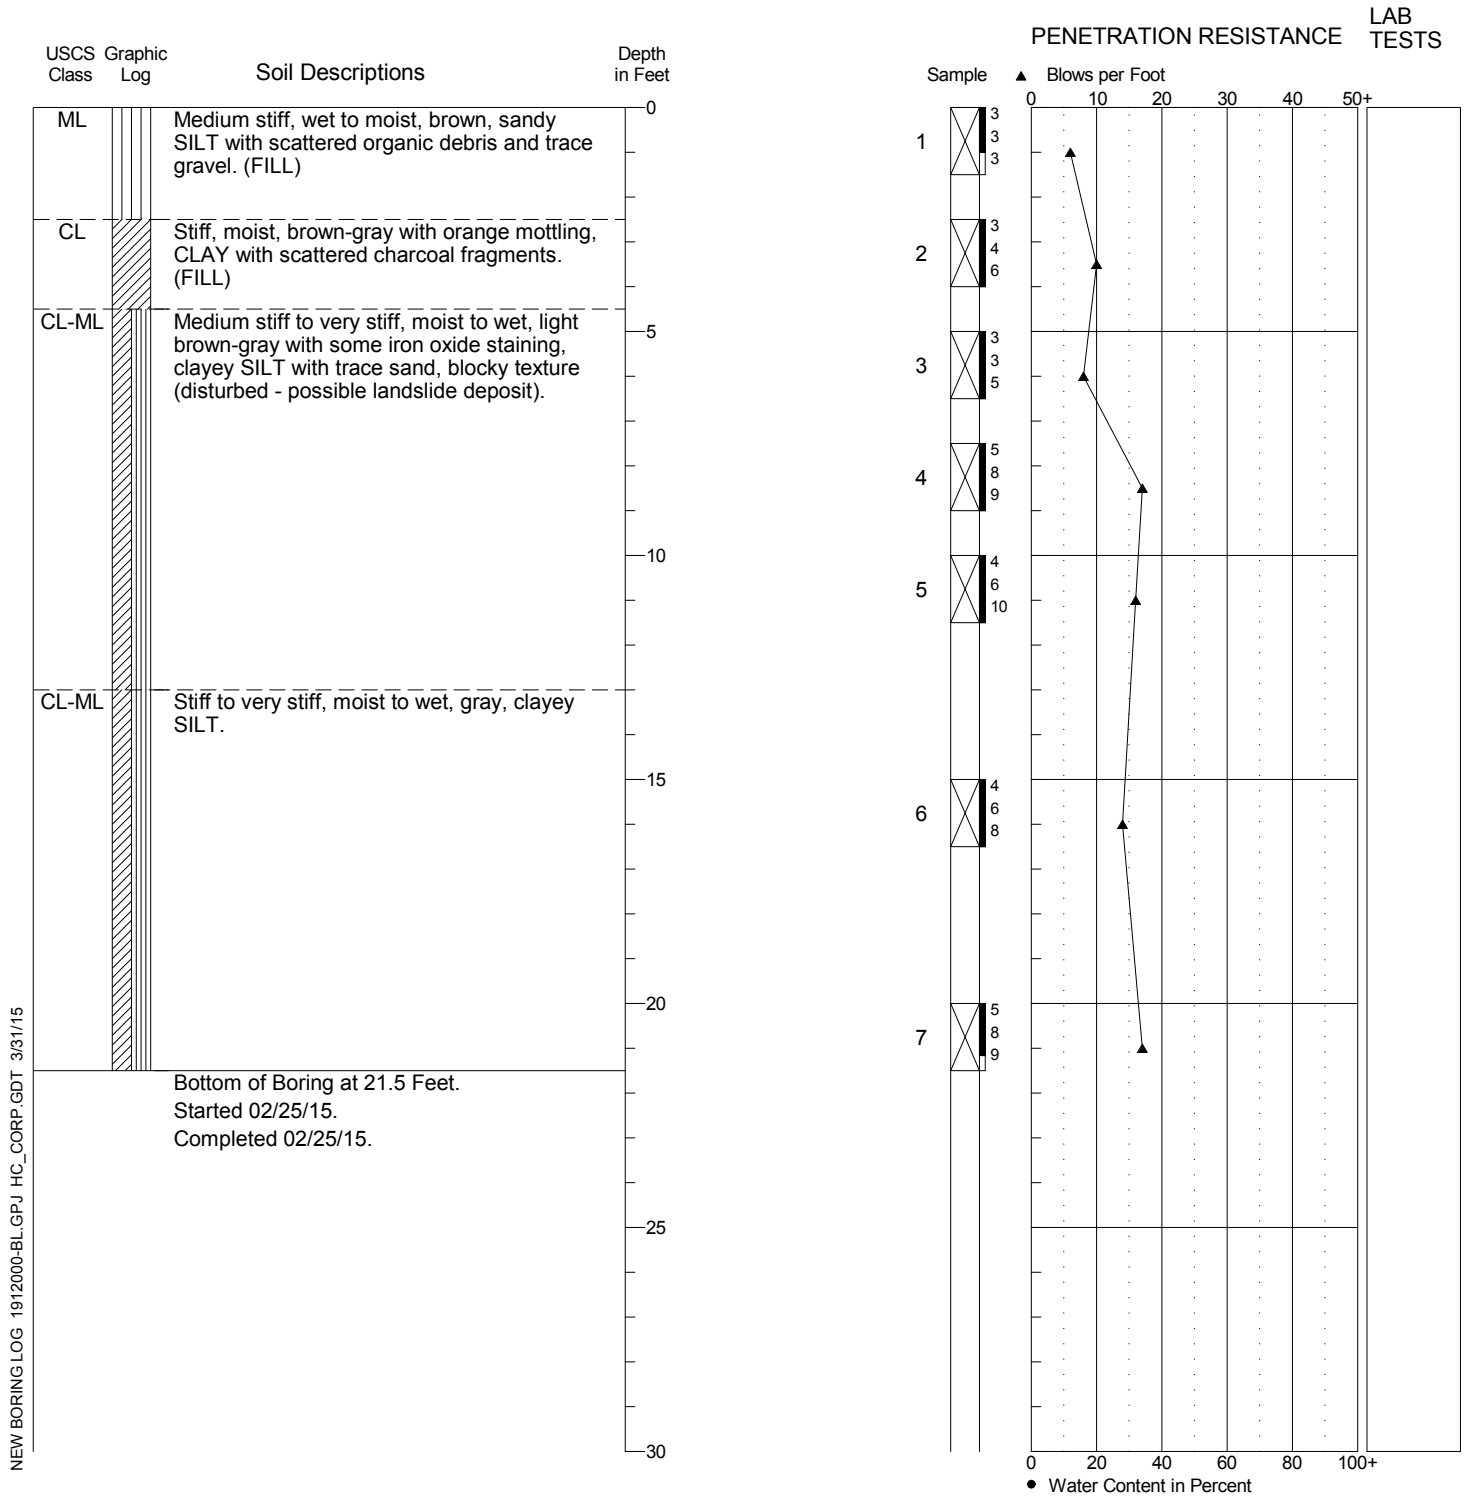 LAB
TESTS
PENETRATION RESISTANCE
USCS Class
Graphic Log
Soil Descriptions
Depth in Feet
Sample
▲ Blows per Foot
0 10 20 30 40 50+
0
ML
Medium stiff, wet to moist, brown, sandy
SILT with scattered organic debris and trace
gravel. (FILL)
1
3
3
3
CL
Stiff, moist, brown-gray with orange mottling,
CLAY with scattered charcoal fragments.
(FILL)
2
3
4
6
CL-ML
Medium stiff to very stiff, moist to wet, light
brown-gray with some iron oxide staining,
clayey SILT with trace sand, blocky texture
(disturbed - possible landslide deposit).
5
3
3
3
5
4
5
8
9
10
5
4
6
10
CL-ML
Stiff to very stiff, moist to wet, gray, clayey
SILT.
15
6
4
6
8
20
7
5
8
9
Bottom of Boring at 21.5 Feet.
Started 02/25/15.
Completed 02/25/15.
25
30
0 20 40 60 80 100+
● Water Content in Percent
NEW BORING LOG 1912000-BL.GPJ HC_CORP.GDT 3/31/15